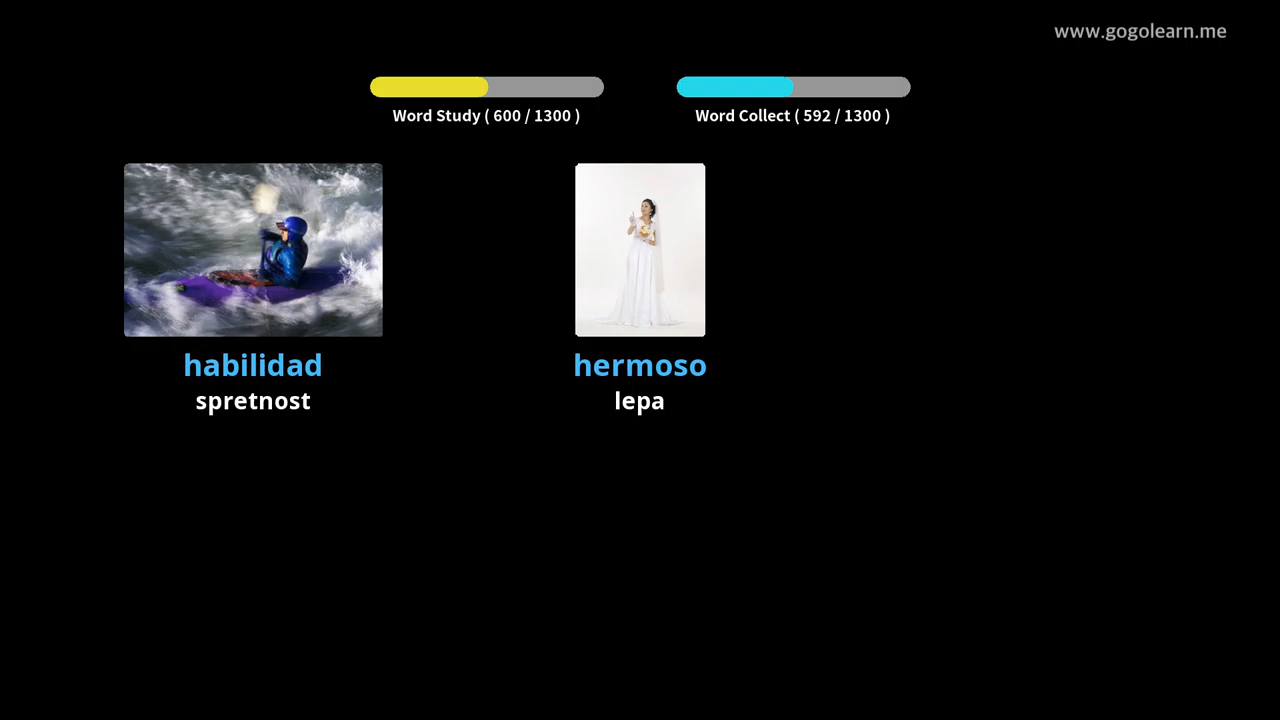 www.gogolearn.me
Word Study ( 600 / 1300 )
Word Collect ( 592 / 1300 )
habilidad
spretnost
hermoso
lepa